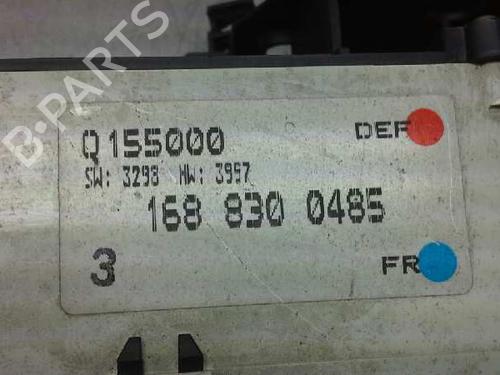 B-PARTS
Q155000
DEF
SW: 3298 HW: 3997
168 830 0485
3
FR